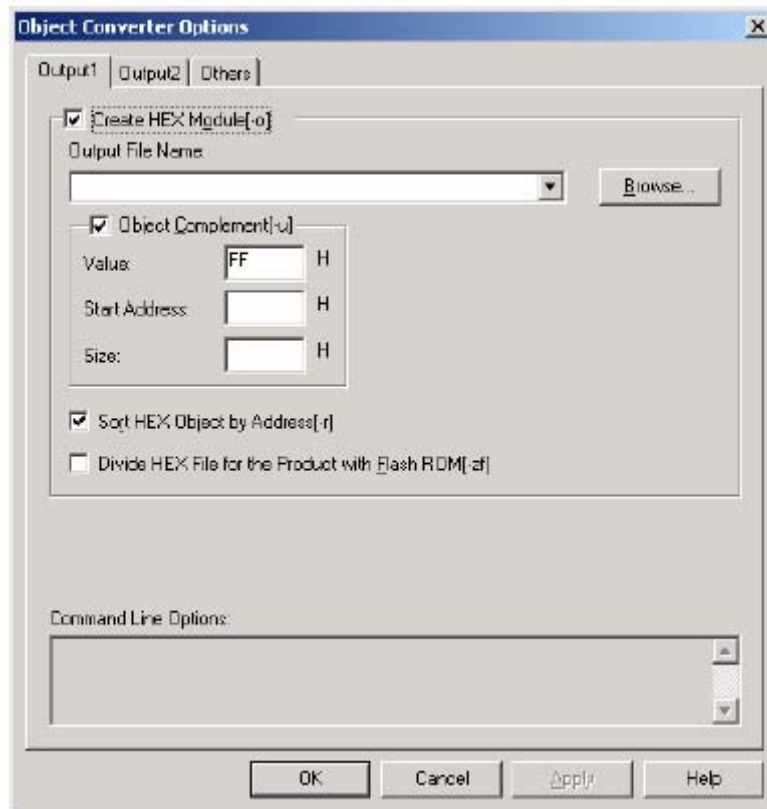 Object Converter Options
Output1 Output2 Others
Create HEX Module[-o]
Output File Name:
Browse...
Object Complement[-u]
Value: FF H
Start Address: H
Size: H
Sort HEX Object by Address[-r]
Divide HEX File for the Product with Flash ROM[-zf]
Command Line Options:
OK Cancel Apply Help